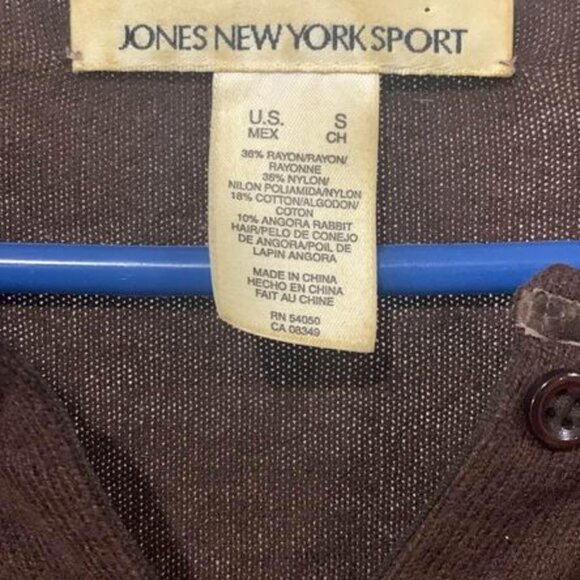 JONES NEW YORK SPORT
U.S. S
MEX CH
36% RAYON/RAYON/
RAYONNE
36% NYLON/
NILON POLIAMIDA/NYLON
18% COTTON/ALGODON/
COTON
10% ANGORA RABBIT
HAIR/PELO DE CONEJO
DE ANGORA/POIL DE
LAPIN ANGORA
MADE IN CHINA
HECHO EN CHINA
FAIT AU CHINE
RN 54050
CA 08349